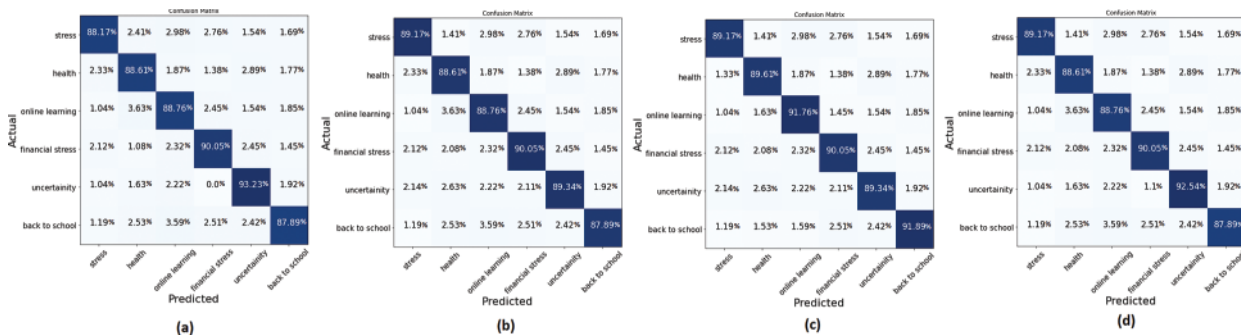 Confusion Matrix
stress 88.17% 2.41% 2.98% 2.76% 1.54% 1.69%
health 2.33% 88.61% 1.87% 1.38% 2.89% 1.77%
online learning 1.04% 3.63% 88.76% 2.45% 1.54% 1.85%
financial stress 2.12% 1.08% 2.32% 90.05% 2.45% 1.45%
uncertainity 1.04% 1.63% 2.22% 0.0% 93.23% 1.92%
back to school 1.19% 2.53% 3.59% 2.51% 2.42% 87.89%
Actual
stress health online learning financial stress uncertainity back to school
Predicted
(a)
Confusion Matrix
stress 89.17% 1.41% 2.98% 2.76% 1.54% 1.69%
health 2.33% 88.61% 1.87% 1.38% 2.89% 1.77%
online learning 1.04% 3.63% 88.76% 2.45% 1.54% 1.85%
financial stress 2.12% 2.08% 2.32% 90.05% 2.45% 1.45%
uncertainity 2.14% 2.63% 2.22% 2.11% 89.34% 1.92%
back to school 1.19% 2.53% 3.59% 2.51% 2.42% 87.89%
Actual
stress health online learning financial stress uncertainity back to school
Predicted
(b)
Confusion Matrix
stress 89.17% 1.41% 2.98% 2.76% 1.54% 1.69%
health 1.33% 89.61% 1.87% 1.38% 2.89% 1.77%
online learning 1.04% 1.63% 91.76% 2.45% 1.54% 1.85%
financial stress 2.12% 2.08% 2.32% 90.05% 2.45% 1.45%
uncertainity 2.14% 2.63% 2.22% 2.11% 89.34% 1.92%
back to school 1.19% 1.53% 1.59% 2.51% 2.42% 91.89%
Actual
stress health online learning financial stress uncertainity back to school
Predicted
(c)
Confusion Matrix
stress 89.17% 1.41% 2.98% 2.76% 1.54% 1.69%
health 2.33% 88.61% 1.87% 1.38% 2.89% 1.77%
online learning 1.04% 3.63% 88.76% 2.45% 1.54% 1.85%
financial stress 2.12% 2.08% 2.32% 90.05% 2.45% 1.45%
uncertainity 1.04% 1.63% 2.22% 1.1% 92.54% 1.92%
back to school 1.19% 2.53% 3.59% 2.51% 2.42% 87.89%
Actual
stress health online learning financial stress uncertainity back to school
Predicted
(d)